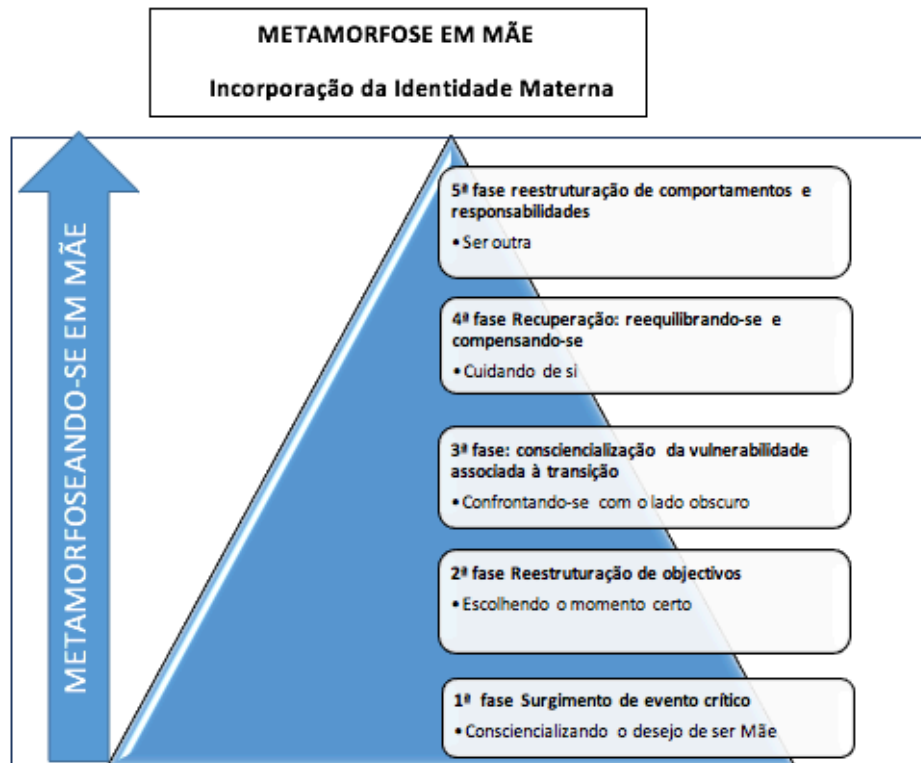 METAMORFOSE EM MÃE
Incorporação da Identidade Materna
METAMORFOSEANDO-SE EM MÃE
5ª fase reestruturação de comportamentos e
responsabilidades
• Ser outra
4ª fase Recuperação: reequilibrando-se e
compensando-se
• Cuidando de si
3ª fase: consciencialização da vulnerabilidade
associada à transição
• Confrontando-se com o lado obscuro
2ª fase Reestruturação de objectivos
• Escolhendo o momento certo
1ª fase Surgimento de evento crítico
• Consciencializando o desejo de ser Mãe